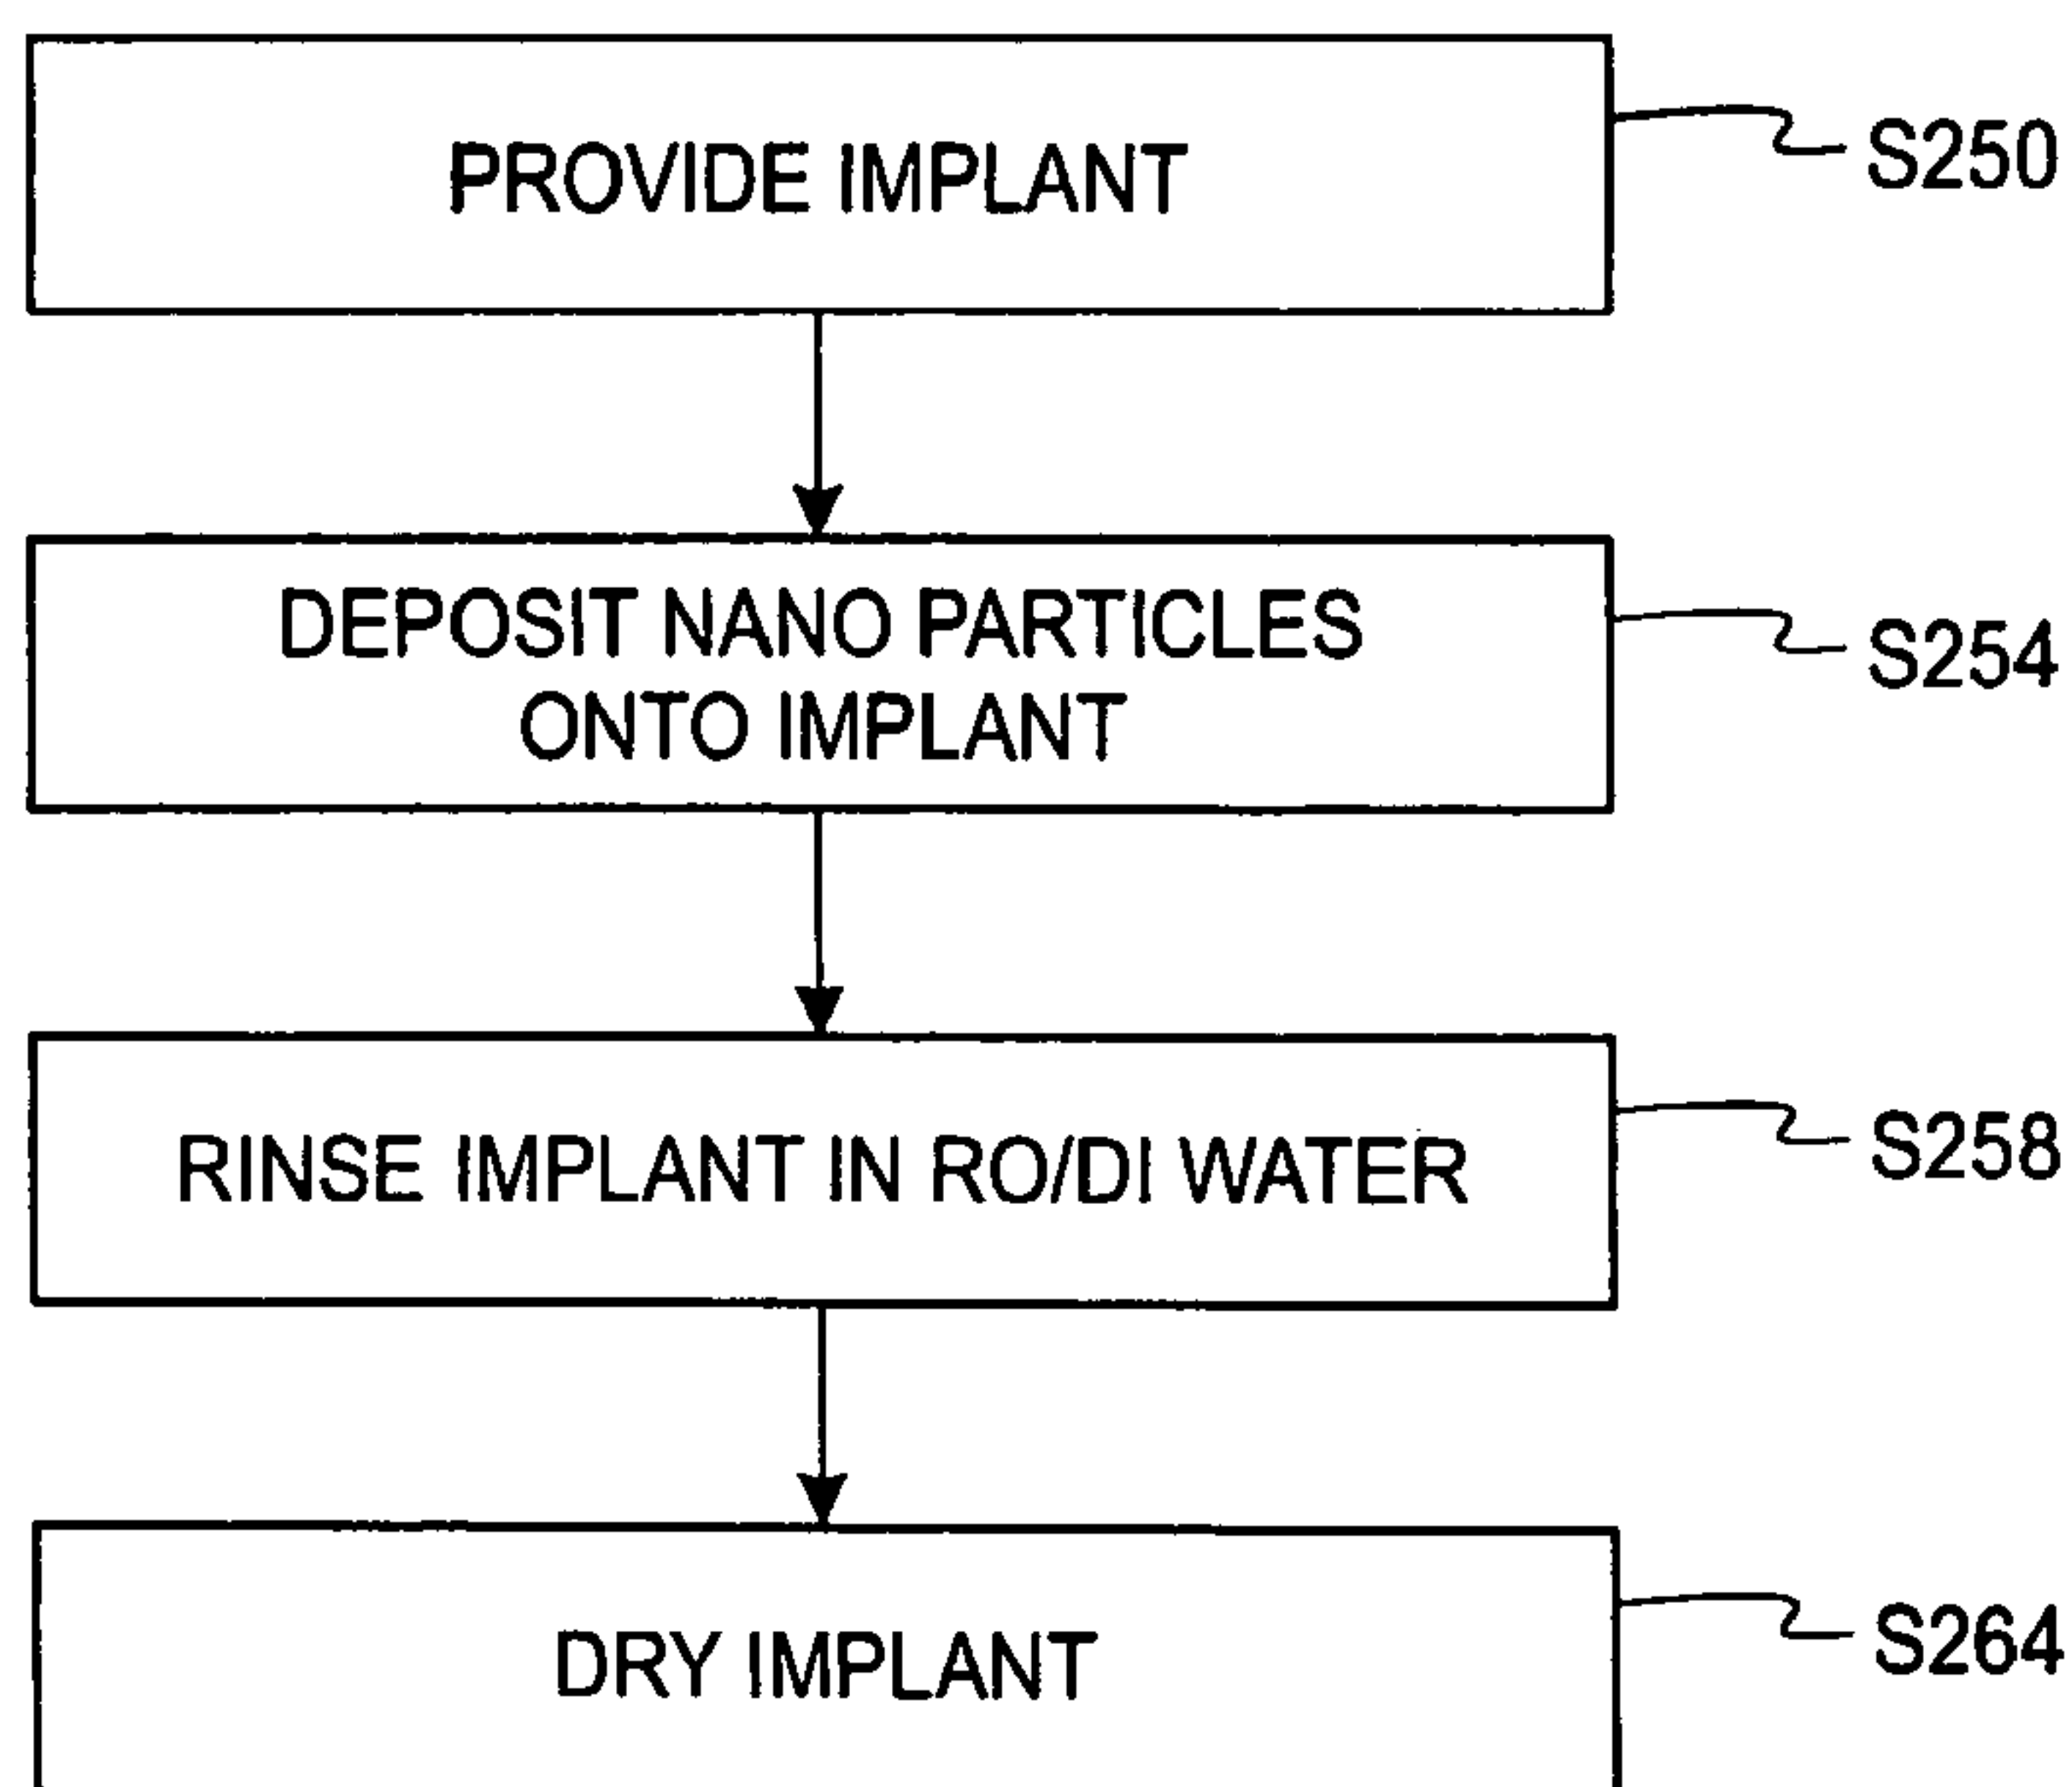 PROVIDE IMPLANT
S250
DEPOSIT NANO PARTICLES
ONTO IMPLANT
S254
RINSE IMPLANT IN RO/DI WATER
S258
DRY IMPLANT
S264